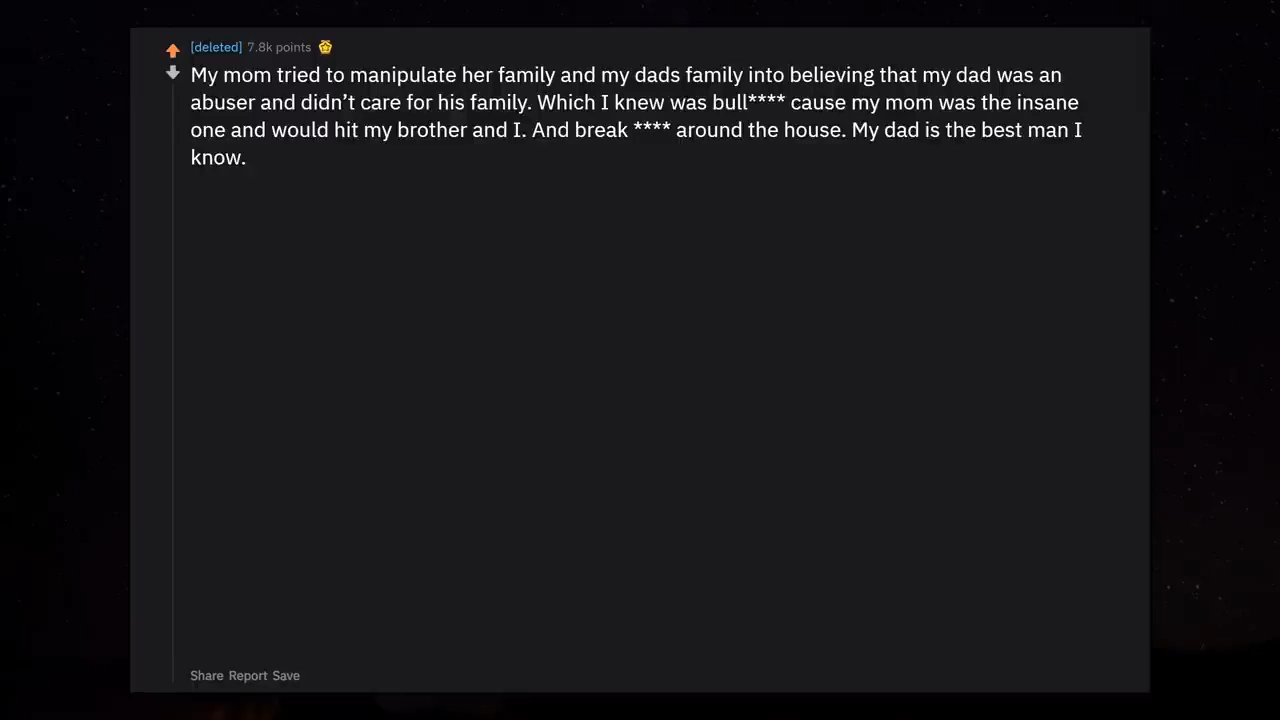 [deleted] 7.8k points
My mom tried to manipulate her family and my dads family into believing that my dad was an
abuser and didn’t care for his family. Which I knew was bull**** cause my mom was the insane
one and would hit my brother and I. And break **** around the house. My dad is the best man I
know.
Share Report Save